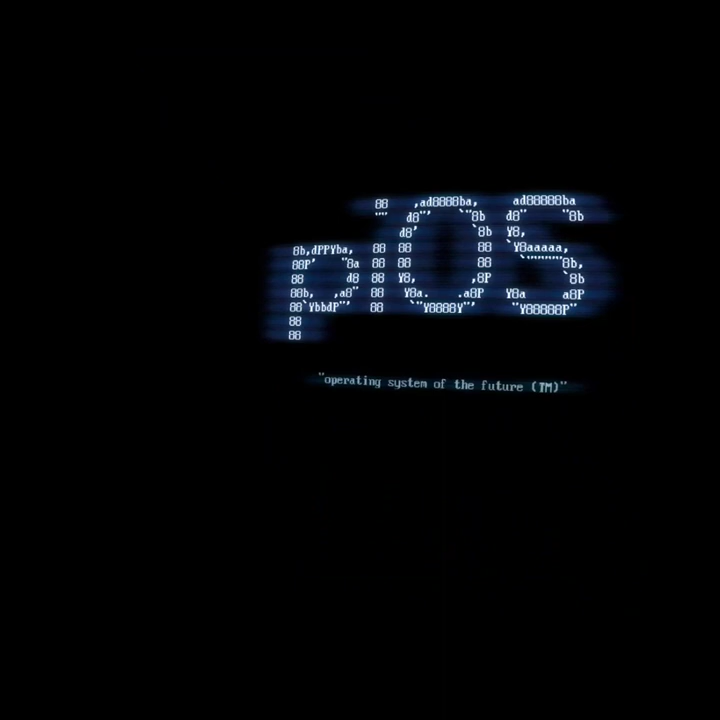 piOS
"operating system of the future (TM)"